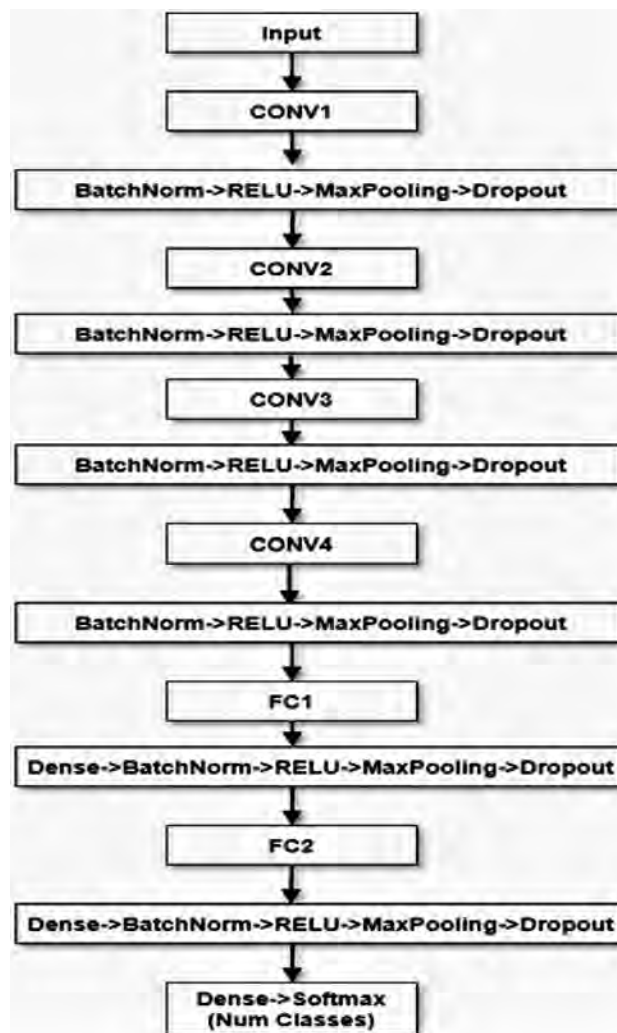 Input
CONV1
BatchNorm->RELU->MaxPooling->Dropout
CONV2
BatchNorm->RELU->MaxPooling->Dropout
CONV3
BatchNorm->RELU->MaxPooling->Dropout
CONV4
BatchNorm->RELU->MaxPooling->Dropout
FC1
Dense->BatchNorm->RELU->MaxPooling->Dropout
FC2
Dense->BatchNorm->RELU->MaxPooling->Dropout
Dense->Softmax
(Num Classes)